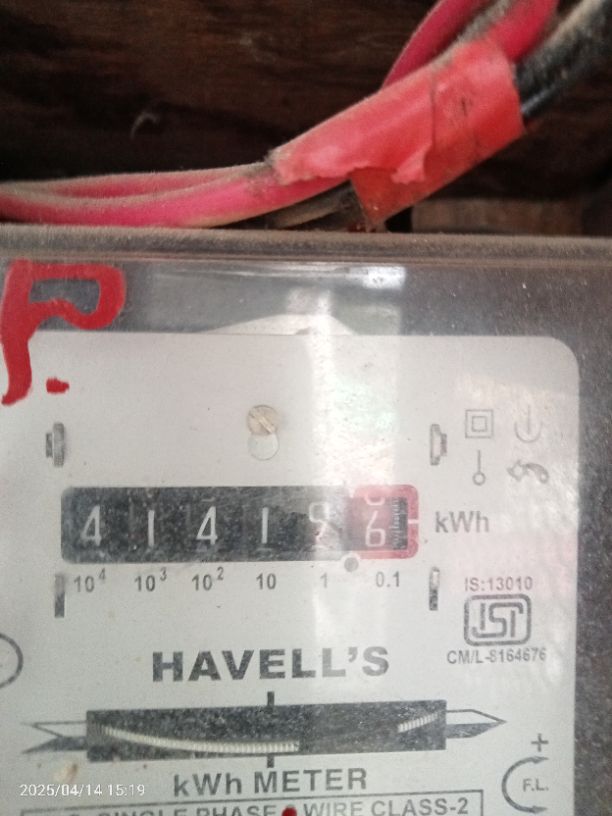 P.
4 1 4 1 9 6 kWh
10⁴ 10³ 10² 10 1 0.1
IS:13010
ISI
CM/L-8164676
HAVELL'S
+
F.L.
kWh METER
SINGLE PHASE WIRE CLASS-2
2025/04/14 15:19